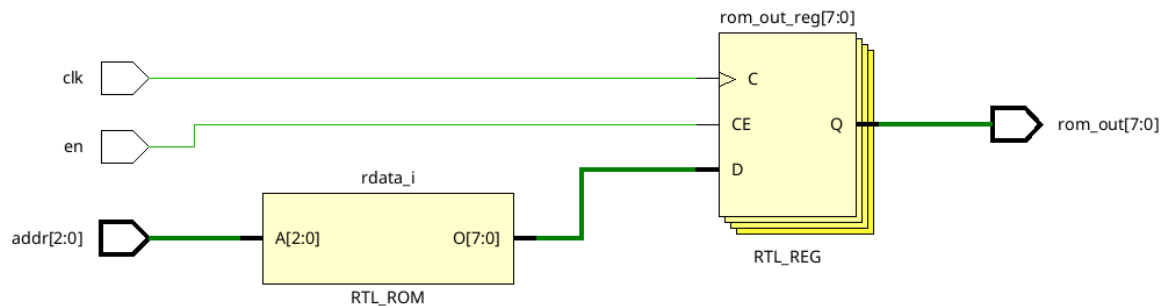 rom_out_reg[7:0]
clk
C
en
CE
Q
rom_out[7:0]
D
rdata_i
addr[2:0]
A[2:0]
O[7:0]
RTL_REG
RTL_ROM